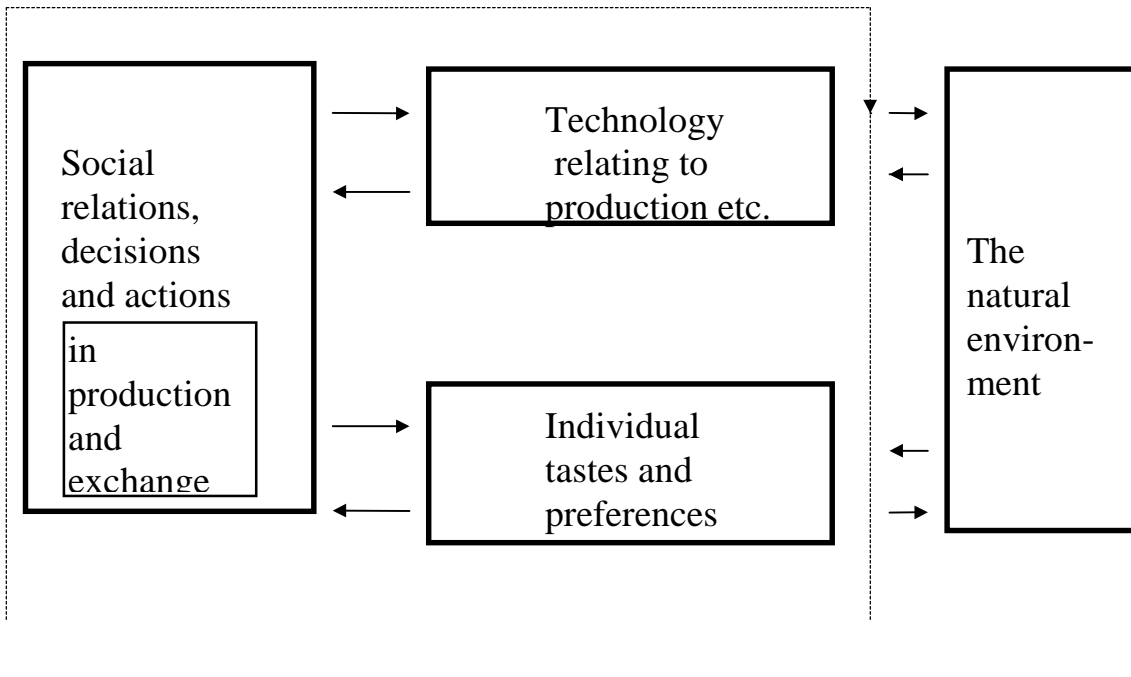 Social
relations,
decisions
and actions
in
production
and
exchange
Technology
relating to
production etc.
Individual
tastes and
preferences
The
natural
environ-
ment